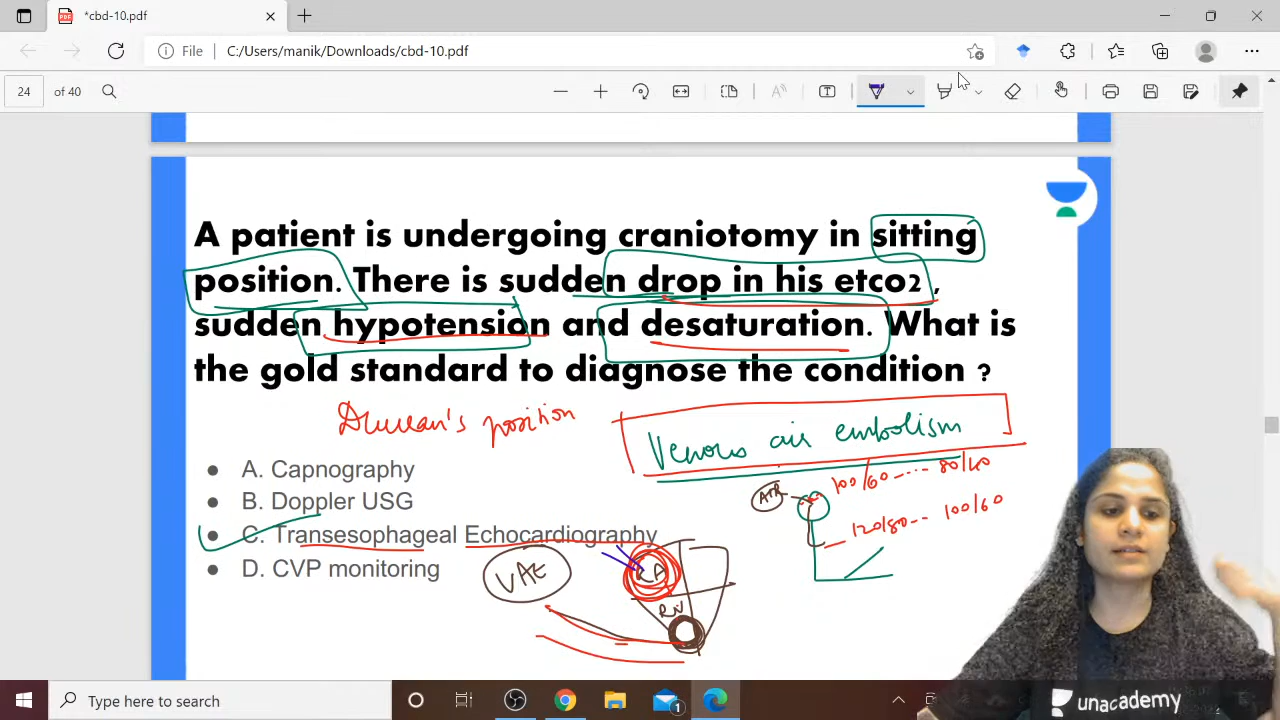 *cbd-10.pdf
File C:/Users/manik/Downloads/cbd-10.pdf
24 of 40
A patient is undergoing craniotomy in sitting
position. There is sudden drop in his etco2 ,
sudden hypotension and desaturation. What is
the gold standard to diagnose the condition ?
position
Venous air embolism
A. Capnography
B. Doppler USG
C. Transesophageal Echocardiography
D. CVP monitoring
100/60 --- 80/40
120/80 -- 100/60
VAE
RA
RV
Type here to search
1
unacademy